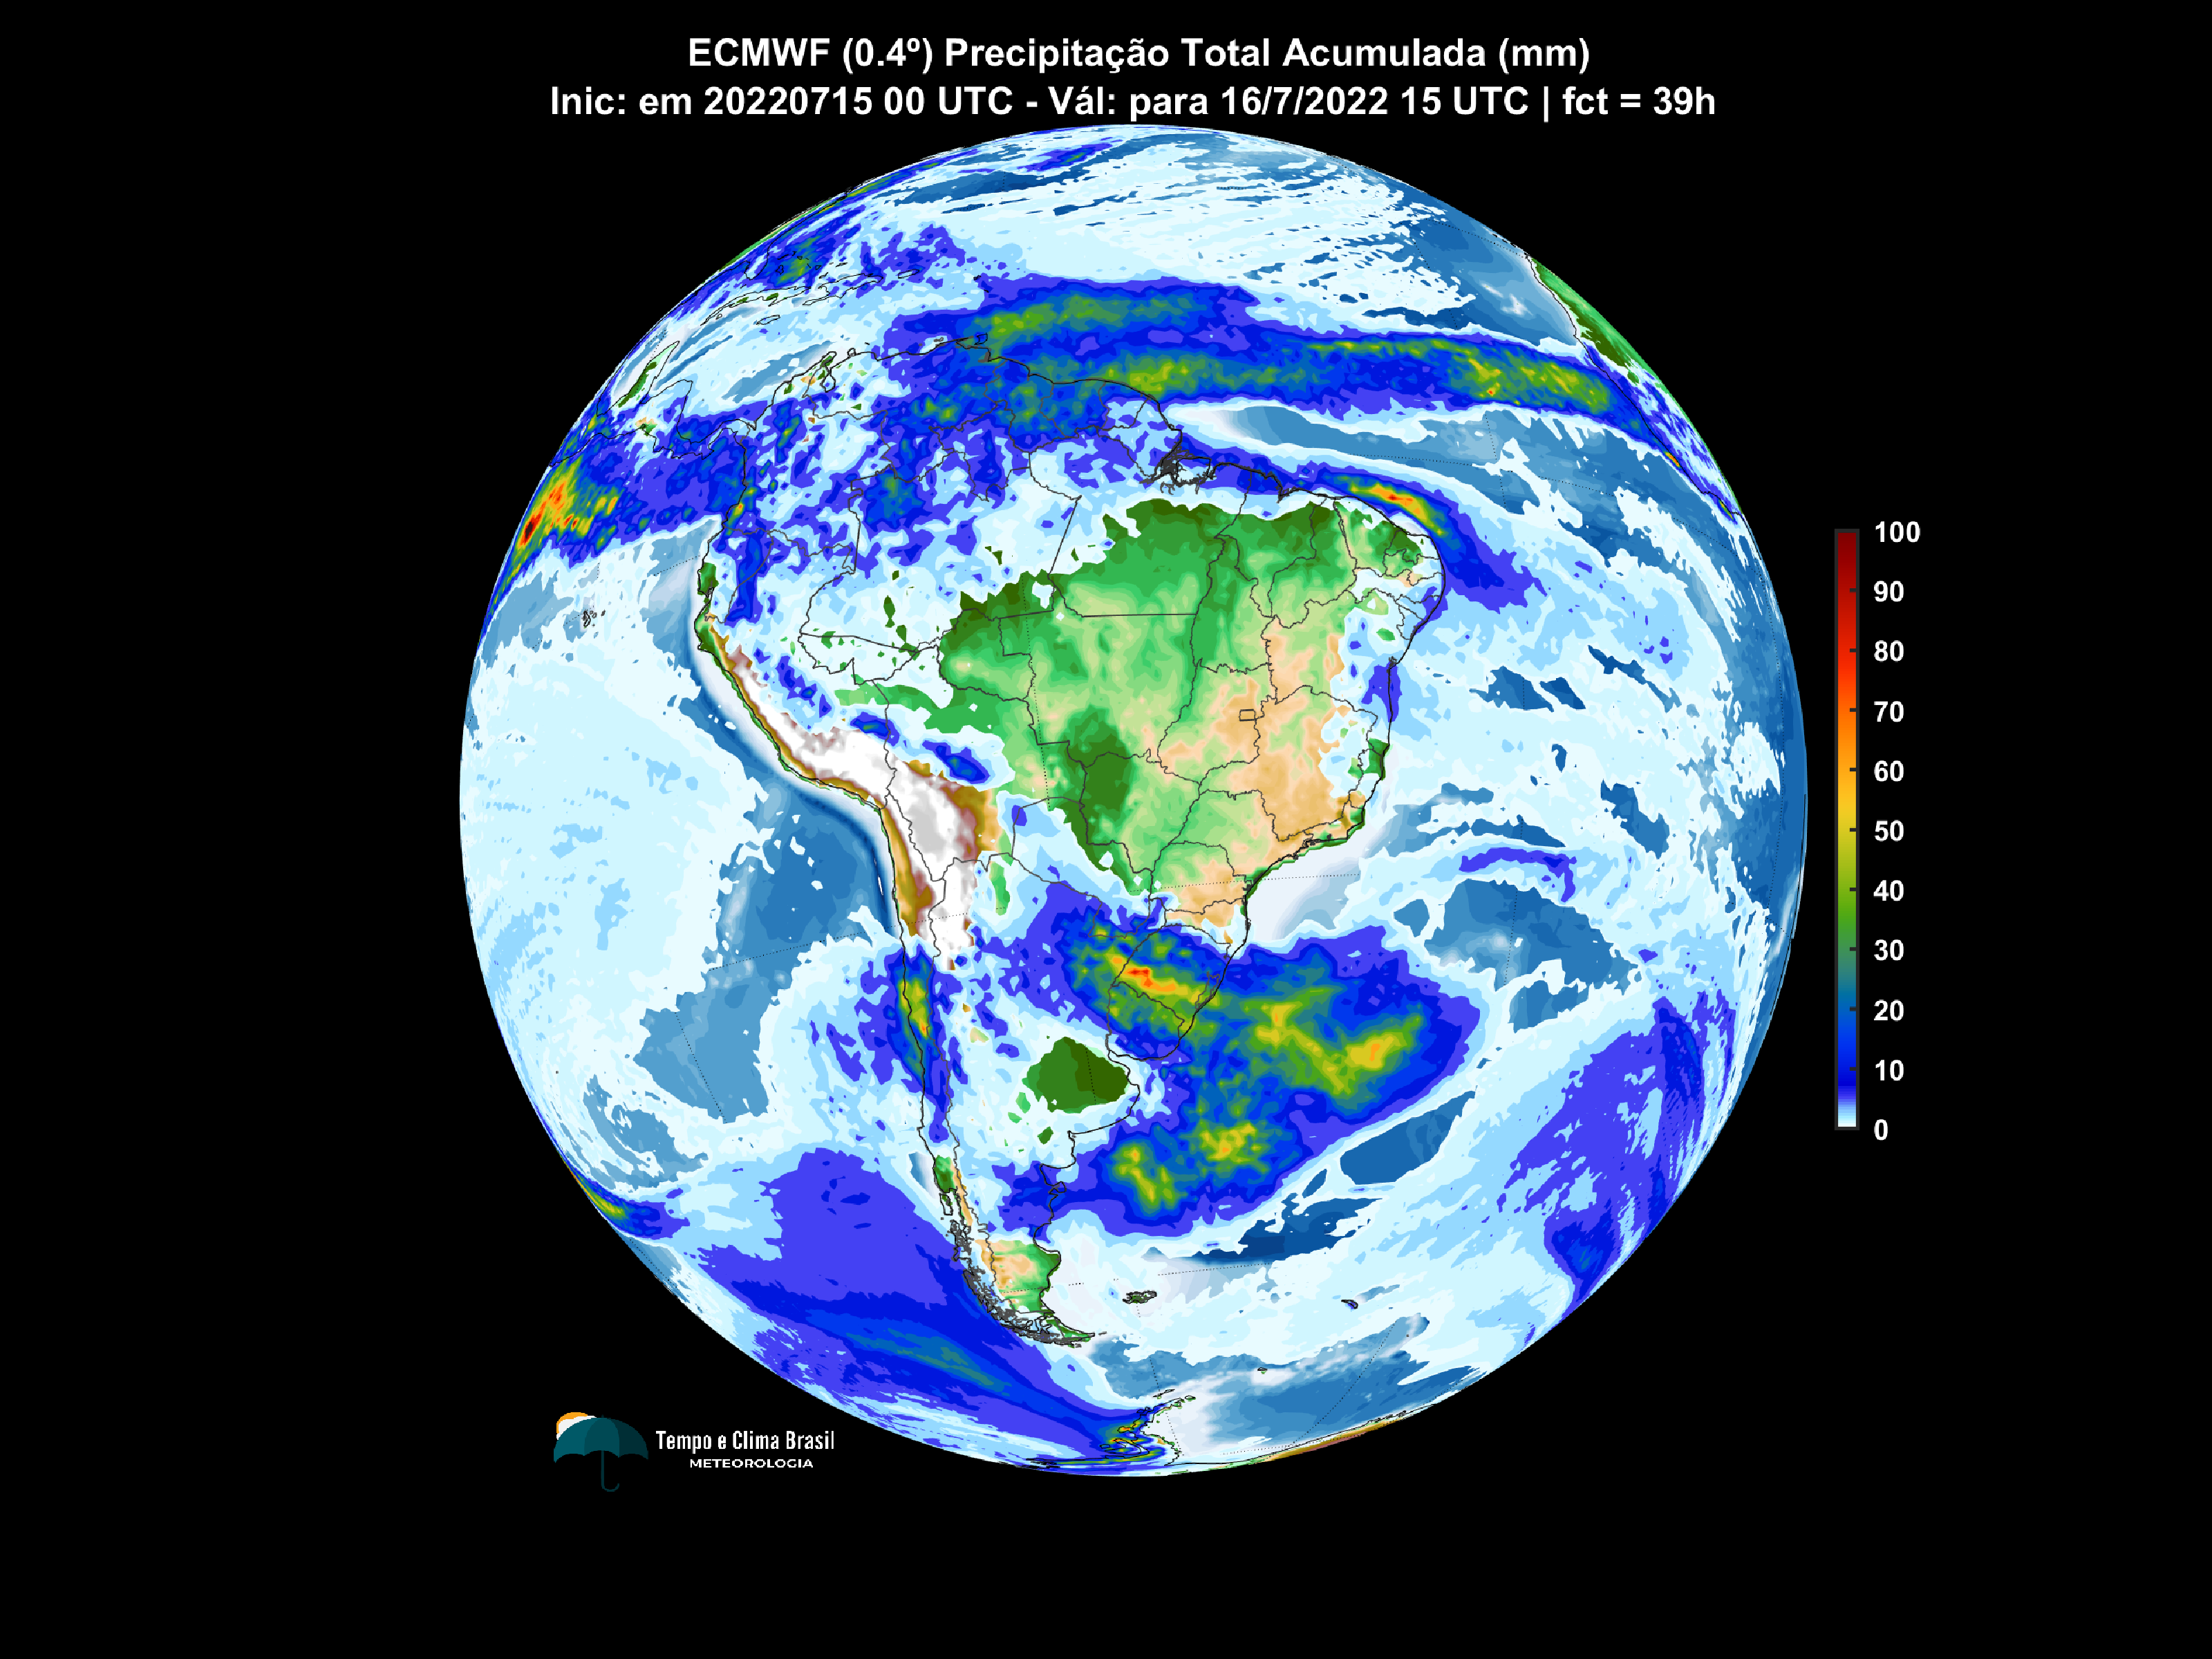 ECMWF (0.4º) Precipitação Total Acumulada (mm)
Inic: em 20220715 00 UTC - Vál: para 16/7/2022 15 UTC | fct = 39h
100
90
80
70
60
50
40
30
20
10
0
Tempo e Clima Brasil
METEOROLOGIA